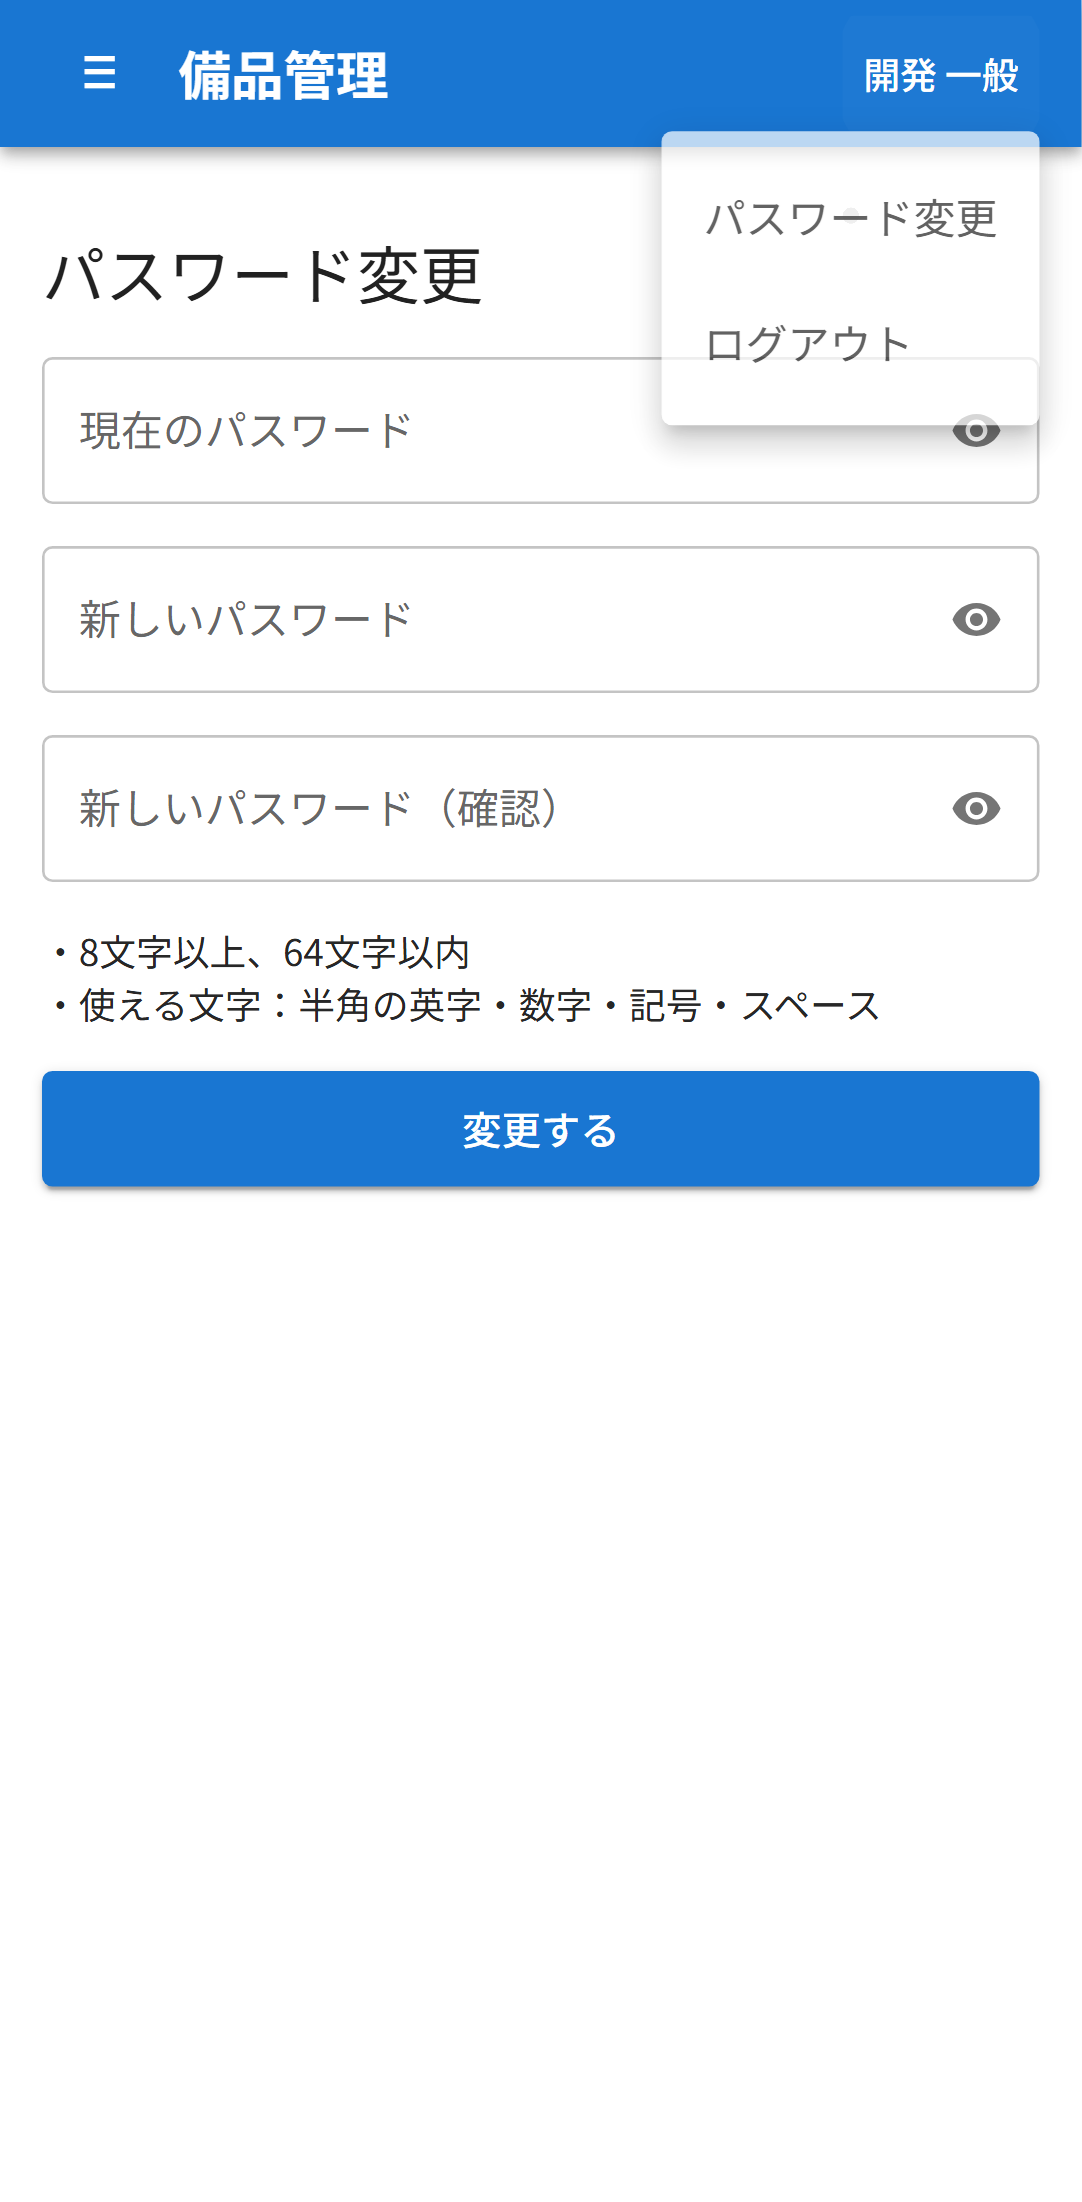 備品管理
開発 一般
パスワード変更
ログアウト
パスワード変更
現在のパスワード
新しいパスワード
新しいパスワード（確認）
・8文字以上、64文字以内
・使える文字：半角の英字・数字・記号・スペース
変更する